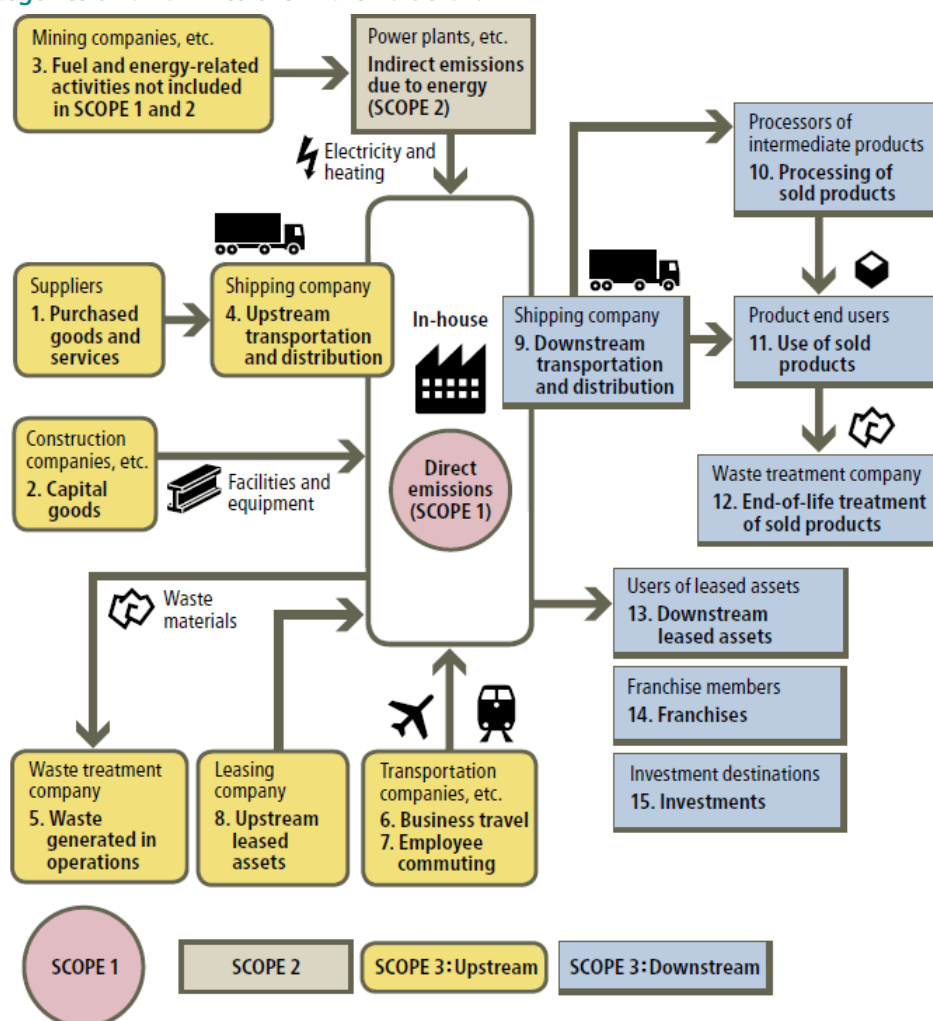 Mining companies, etc.
3. Fuel and energy-related
activities not included
in SCOPE 1 and 2
Power plants, etc.
Indirect emissions
due to energy
(SCOPE 2)
Electricity and
heating
Processors of
intermediate products
10. Processing of
sold products
Suppliers
1. Purchased
goods and
services
Shipping company
4. Upstream
transportation
and distribution
In-house
Shipping company
9. Downstream
transportation
and distribution
Product end users
11. Use of sold
products
Construction
companies, etc.
2. Capital
goods
Facilities and
equipment
Direct
emissions
(SCOPE 1)
Waste treatment company
12. End-of-life treatment
of sold products
Waste
materials
Users of leased assets
13. Downstream
leased assets
Franchise members
14. Franchises
Investment destinations
15. Investments
Waste treatment
company
5. Waste
generated in
operations
Leasing
company
8. Upstream
leased
assets
Transportation
companies, etc.
6. Business travel
7. Employee
commuting
SCOPE 1
SCOPE 2
SCOPE 3:Upstream
SCOPE 3:Downstream